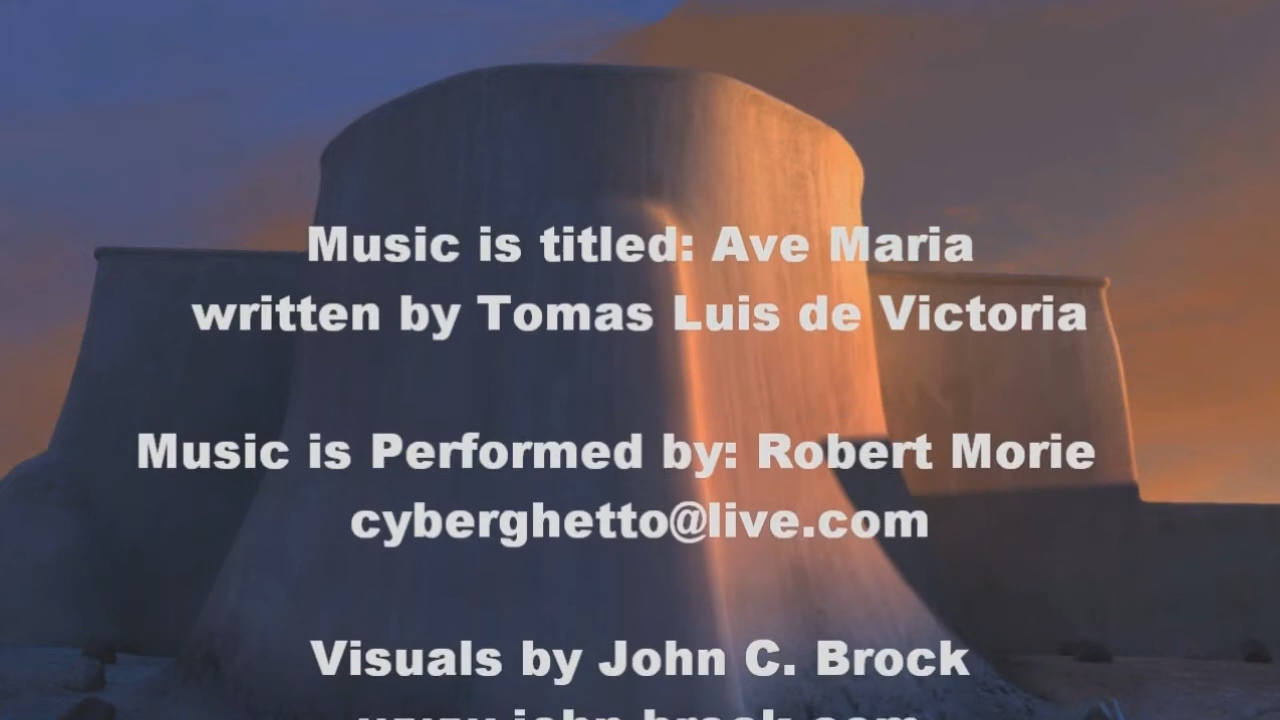 Music is titled: Ave Maria
written by Tomas Luis de Victoria
Music is Performed by: Robert Morie
cyberghetto@live.com
Visuals by John C. Brock